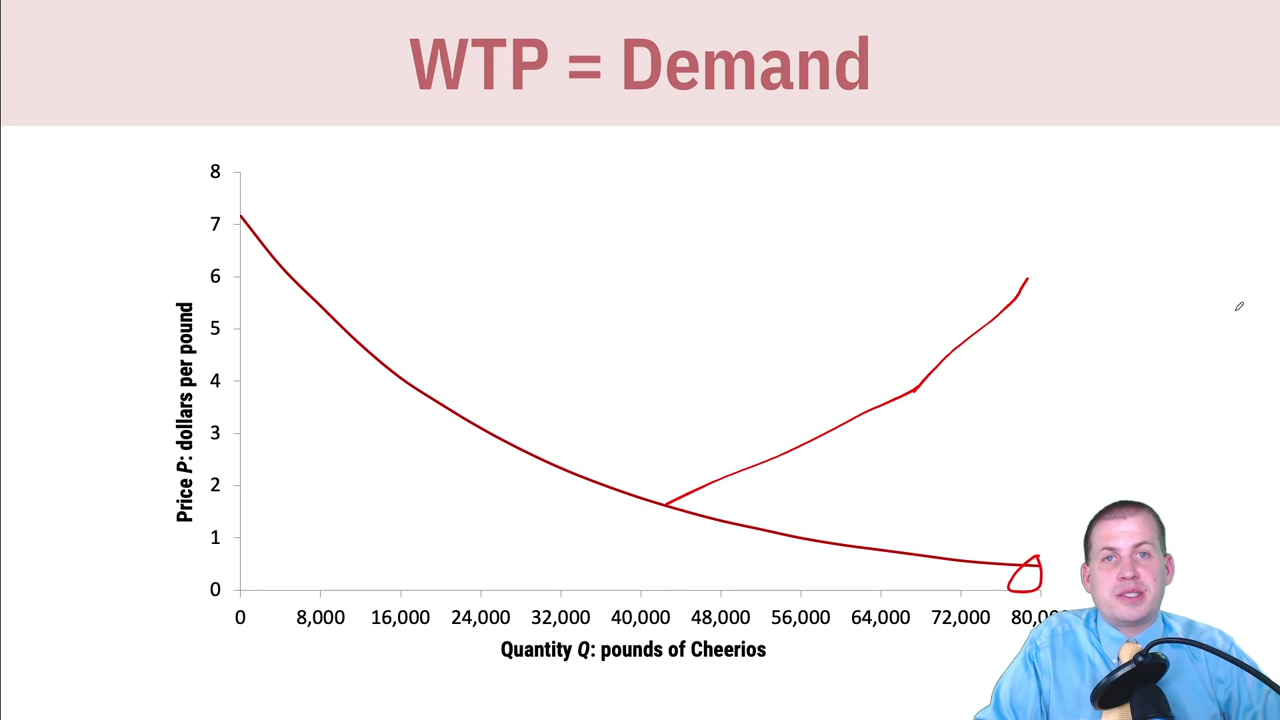 WTP = Demand
8
7
6
5
4
3
2
1
0
Price P: dollars per pound
0 8,000 16,000 24,000 32,000 40,000 48,000 56,000 64,000 72,000 80,000
Quantity Q: pounds of Cheerios